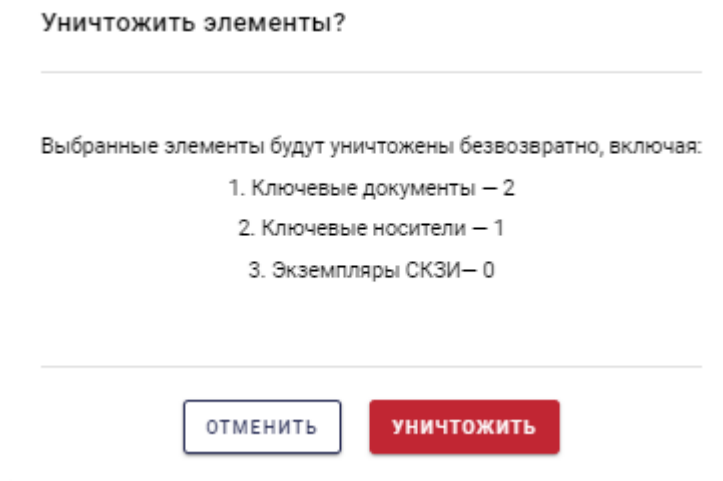 Уничтожить элементы?
Выбранные элементы будут уничтожены безвозвратно, включая:
1. Ключевые документы — 2
2. Ключевые носители — 1
3. Экземпляры СКЗИ— 0
ОТМЕНИТЬ УНИЧТОЖИТЬ